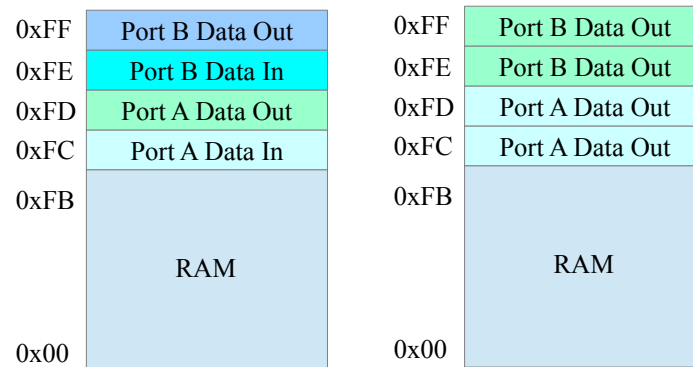 0xFF Port B Data Out
0xFE Port B Data In
0xFD Port A Data Out
0xFC Port A Data In
0xFB
RAM
0x00
0xFF Port B Data Out
0xFE Port B Data Out
0xFD Port A Data Out
0xFC Port A Data Out
0xFB
RAM
0x00